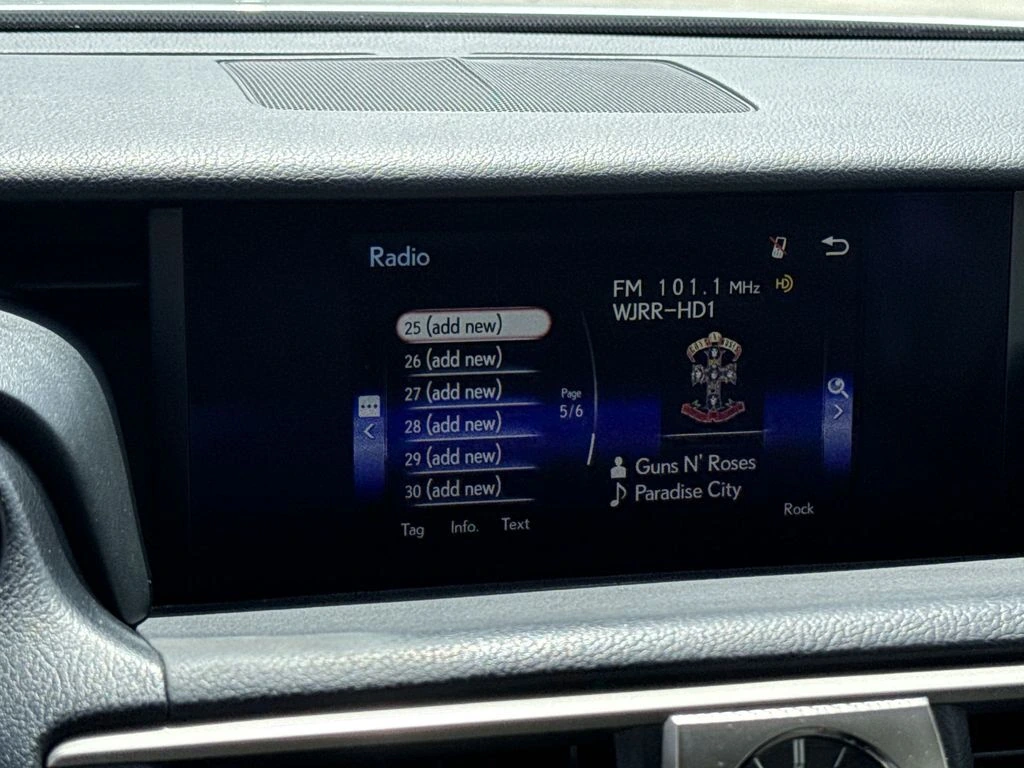 Radio
25 (add new)
26 (add new)
27 (add new)
28 (add new)
29 (add new)
30 (add new)
Page
5/6
Tag Info. Text
FM 101.1 MHz HD
WJRR-HD1
Guns N' Roses
Paradise City
Rock